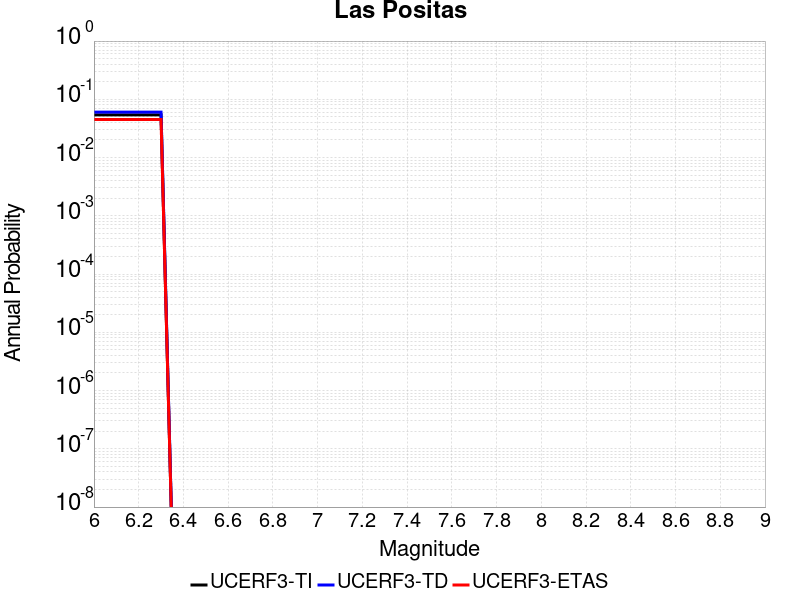 Las Positas
10^0
10^-1
10^-2
10^-3
10^-4
10^-5
10^-6
10^-7
10^-8
Annual Probability
6 6.2 6.4 6.6 6.8 7 7.2 7.4 7.6 7.8 8 8.2 8.4 8.6 8.8 9
Magnitude
UCERF3-TI UCERF3-TD UCERF3-ETAS